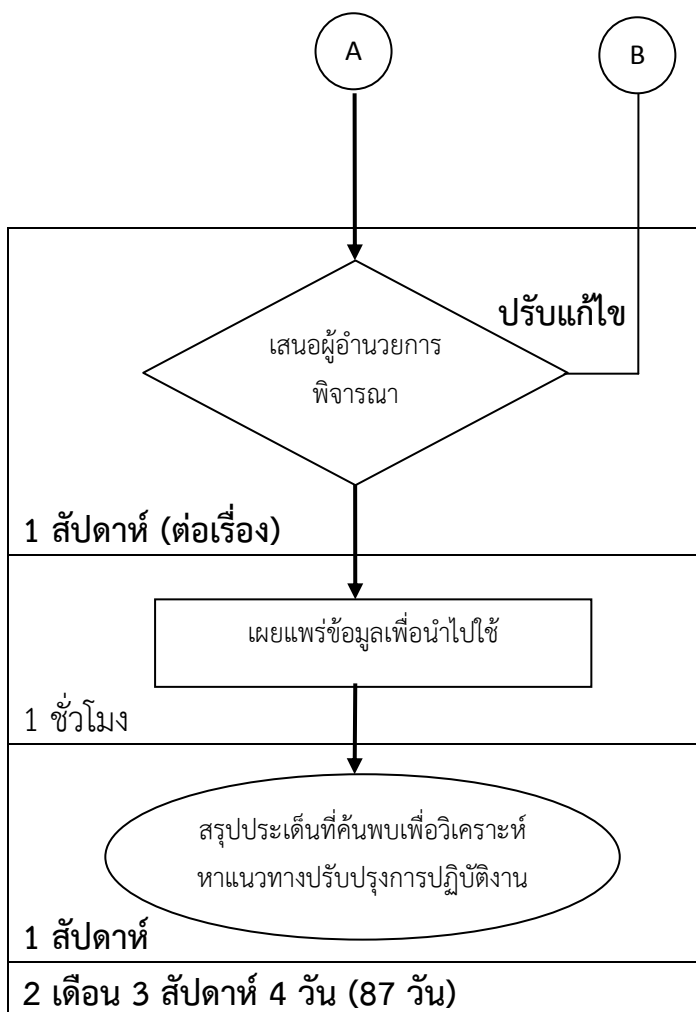 A
B
ปรับแก้ไข
เสนอผู้อำนวยการ
พิจารณา
1 สัปดาห์ (ต่อเรื่อง)
เผยแพร่ข้อมูลเพื่อนำไปใช้
1 ชั่วโมง
สรุปประเด็นที่ค้นพบเพื่อวิเคราะห์
หาแนวทางปรับปรุงการปฏิบัติงาน
1 สัปดาห์
2 เดือน 3 สัปดาห์ 4 วัน (87 วัน)